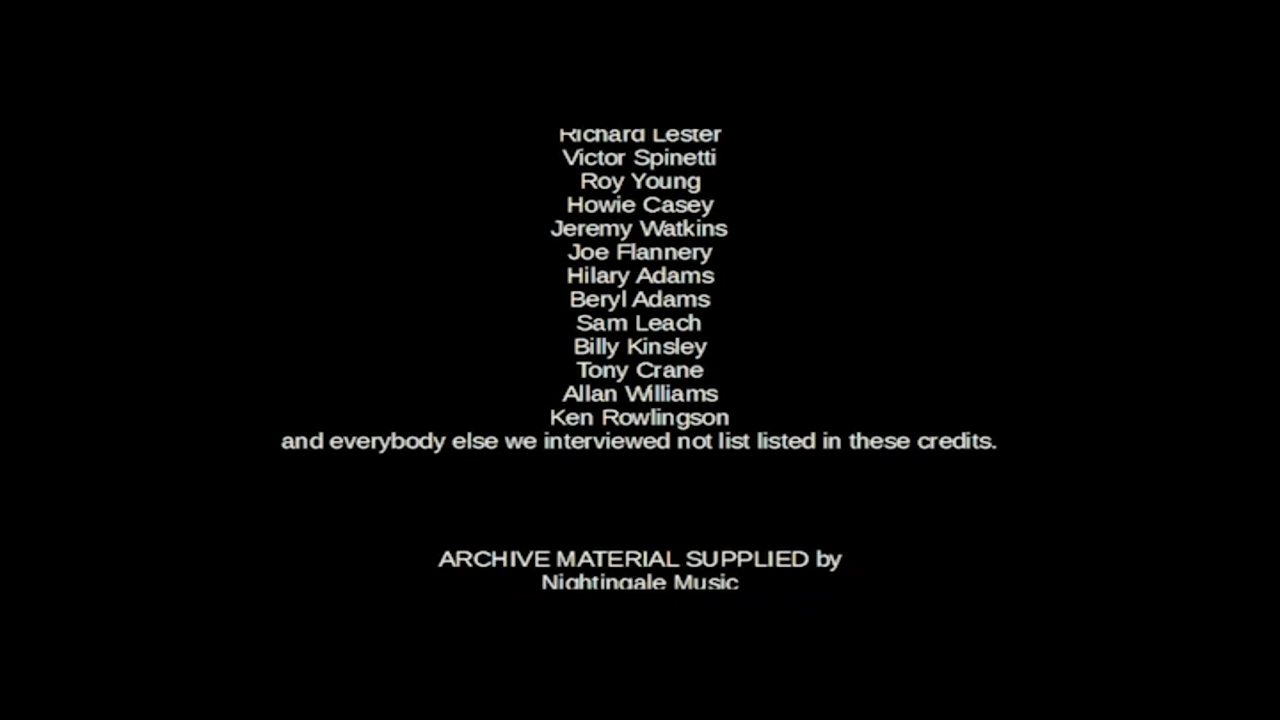 Richard Lester
Victor Spinetti
Roy Young
Howie Casey
Jeremy Watkins
Joe Flannery
Hilary Adams
Beryl Adams
Sam Leach
Billy Kinsley
Tony Crane
Allan Williams
Ken Rowlingson
and everybody else we interviewed not list listed in these credits.
ARCHIVE MATERIAL SUPPLIED by
Nightingale Music